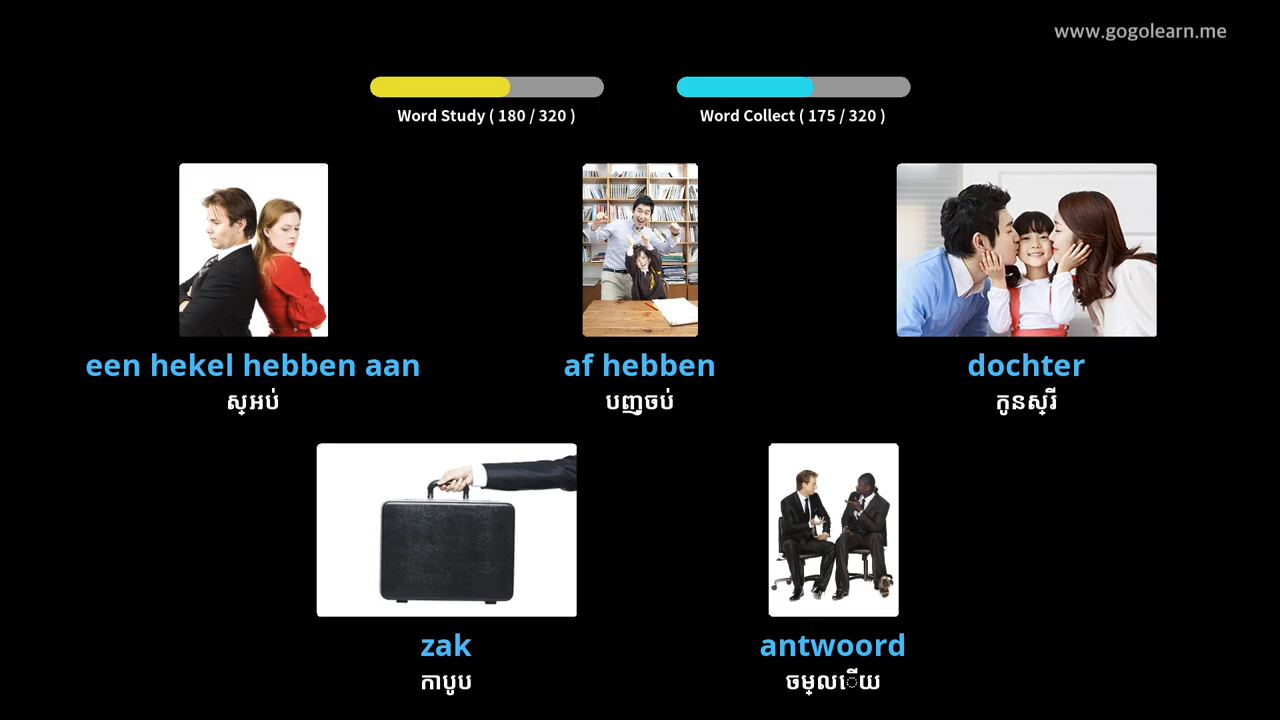 www.gogolearn.me
Word Study ( 180 / 320 )
Word Collect ( 175 / 320 )
een hekel hebben aan
af hebben
dochter
ស្អប់
បញ្ចប់
កូនស្រី
zak
antwoord
កាបូប
ចម្លើយ